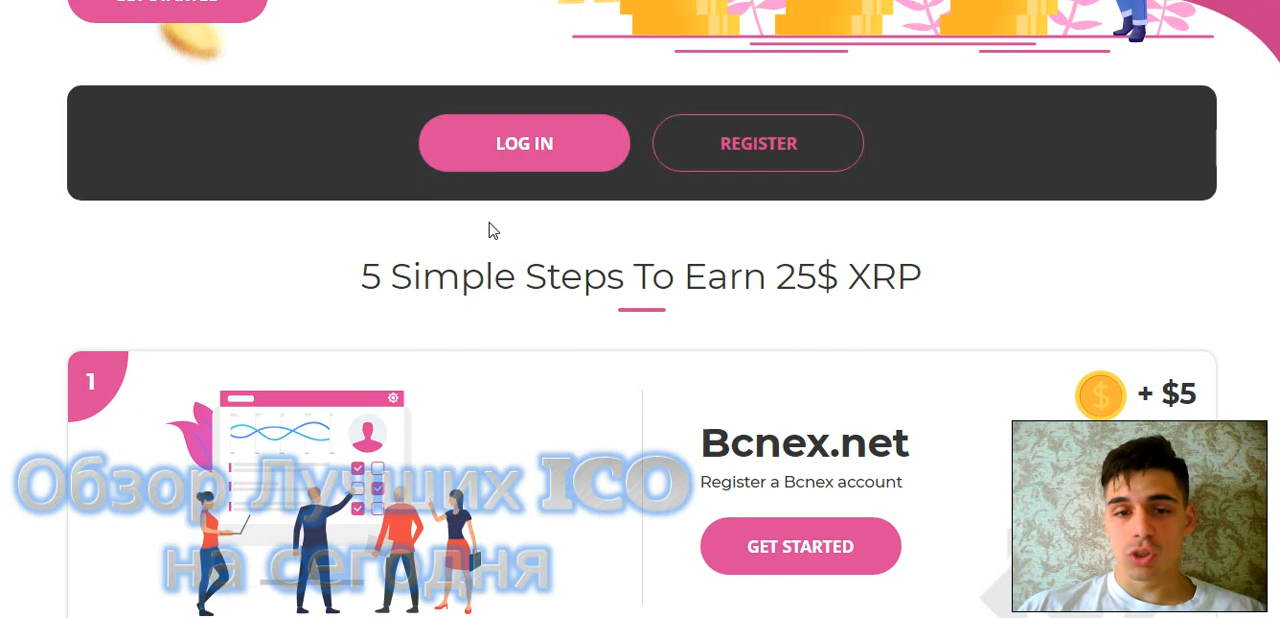 LOG IN
REGISTER
5 Simple Steps To Earn 25$ XRP
1
$ + $5
Bcnex.net
Register a Bcnex account
GET STARTED
Обзор Лучших ICO
на сегодня